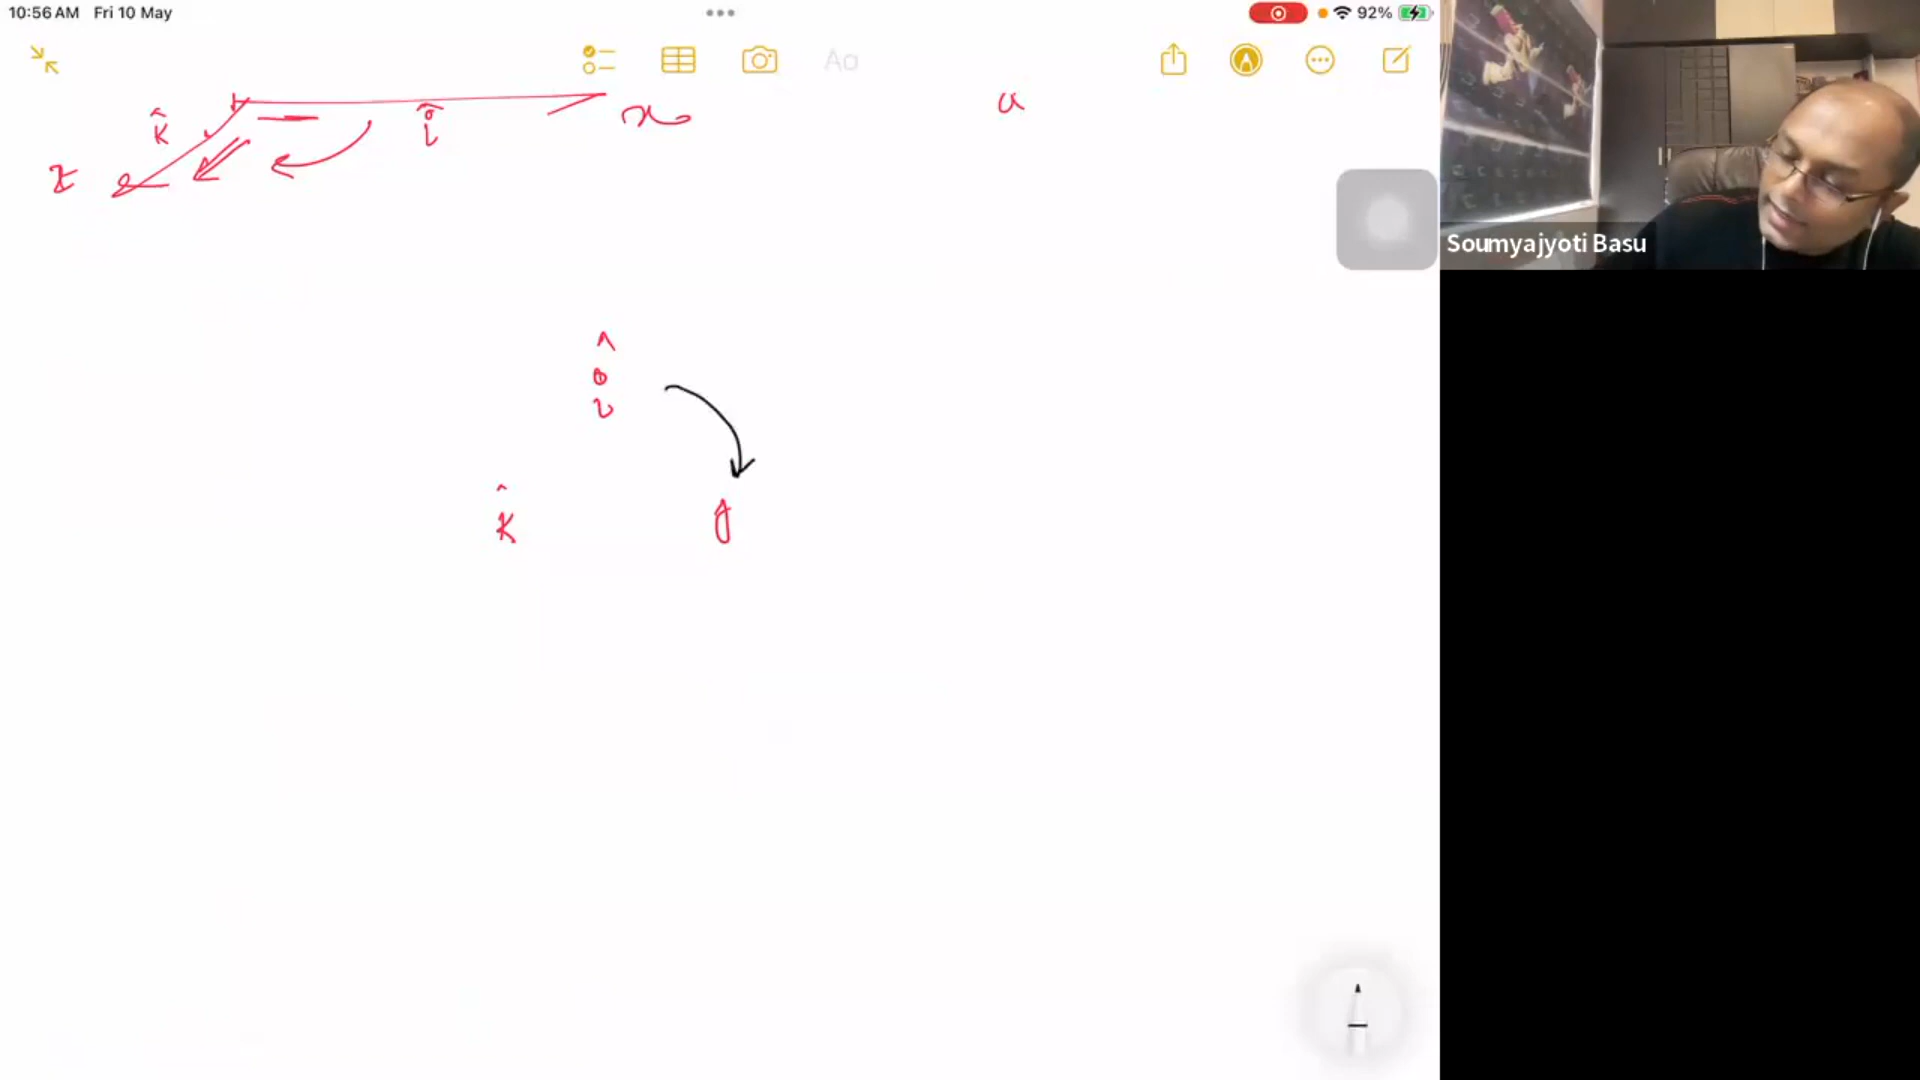 10:56 AM Fri 10 May
92%
Aa
k̂
î
x
a
z
Soumyajyoti Basu
î
k̂
j